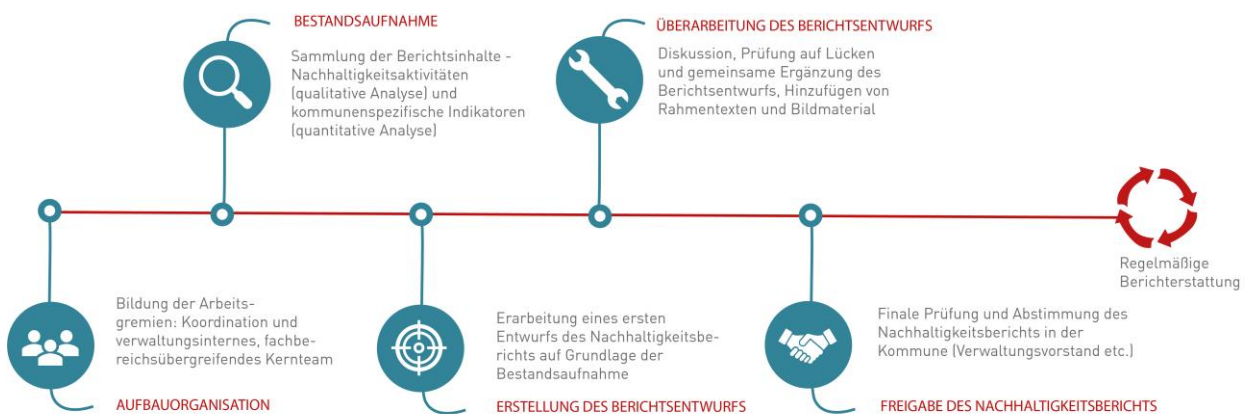 BESTANDSAUFNAHME
Sammlung der Berichtsinhalte -
Nachhaltigkeitsaktivitäten
(qualitative Analyse) und
kommunenspezifische Indikatoren
(quantitative Analyse)
ÜBERARBEITUNG DES BERICHTSENTWURFS
Diskussion, Prüfung auf Lücken
und gemeinsame Ergänzung des
Berichtsentwurfs, Hinzufügen von
Rahmentexten und Bildmaterial
Regelmäßige
Berichterstattung
Bildung der Arbeits-
gremien: Koordination und
verwaltungsinternes, fachbe-
reichsübergreifendes Kernteam
AUFBAUORGANISATION
Erarbeitung eines ersten
Entwurfs des Nachhaltigkeitsbe-
richts auf Grundlage der
Bestandsaufnahme
ERSTELLUNG DES BERICHTSENTWURFS
Finale Prüfung und Abstimmung des
Nachhaltigkeitsberichts in der
Kommune (Verwaltungsvorstand etc.)
FREIGABE DES NACHHALTIGKEITSBERICHTS